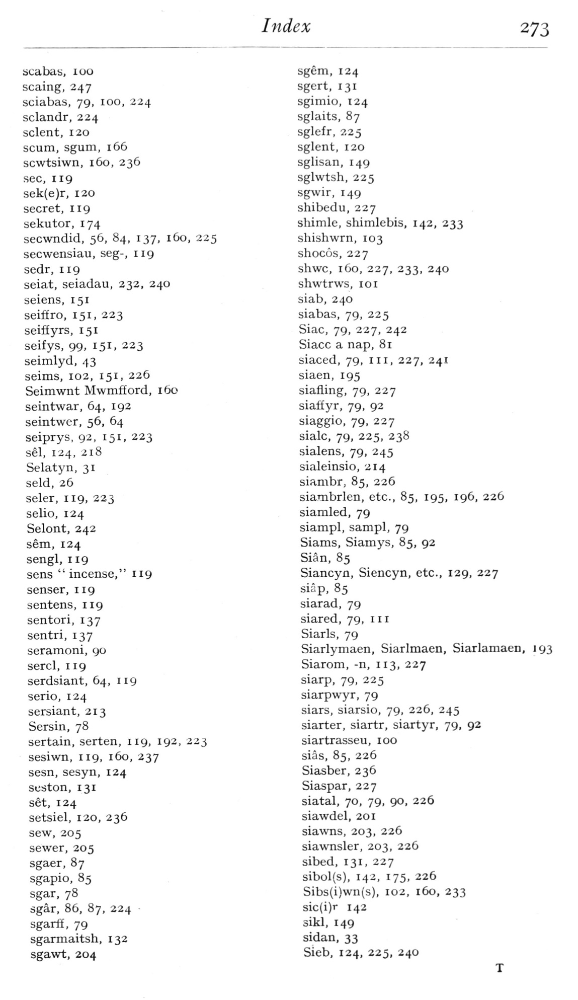 Index 273
scabas, 100
scaing, 247
sciabas, 79, 100, 224
sclandr, 224
sclent, 120
scum, sgum, 166
scwtsiwn, 160, 236
sec, 119
sek(e)r, 120
secret, 119
sekutor, 174
secwndid, 56, 84, 137, 160, 225
secwensiau, seg-, 119
sedr, 119
seiat, seiadau, 232, 240
seiens, 151
seiffro, 151, 223
seiffyrs, 151
seifys, 99, 151, 223
seimlyd, 43
seims, 102, 151, 226
Seimwnt Mwmfford, 160
seintwar, 64, 192
seintwer, 56, 64
seiprys, 92, 151, 223
sêl, 124, 218
Selatyn, 31
seld, 26
seler, 119, 223
selio, 124
Selont, 242
sêm, 124
sengl, 119
sens “ incense,” 119
senser, 119
sentens, 119
sentori, 137
sentri, 137
seramoni, 90
sercl, 119
serdsiant, 64, 119
serio, 124
sersiant, 213
Sersin, 78
sertain, serten, 119, 192, 223
sesiwn, 119, 160, 237
sesn, sesyn, 124
seston, 131
sêt, 124
setsiel, 120, 236
sew, 205
sewer, 205
sgaer, 87
sgapio, 85
sgar, 78
sgâr, 86, 87, 224
sgarff, 79
sgarmaitsh, 132
sgawt, 204
sgêm, 124
sgert, 131
sgimio, 124
sglaits, 87
sglefr, 225
sglent, 120
sglisan, 149
sglwtsh, 225
sgwir, 149
shibedu, 227
shimle, shimlebis, 142, 233
shishwrn, 103
shocôs, 227
shwc, 160, 227, 233, 240
shwtrws, 101
siab, 240
siabas, 79, 225
Siac, 79, 227, 242
Siacc a nap, 81
siaced, 79, 111, 227, 241
siaen, 195
siafling, 79, 227
siaffyr, 79, 92
siaggio, 79, 227
sialc, 79, 225, 238
sialens, 79, 245
sialeinsio, 214
siambr, 85, 226
siambrlen, etc., 85, 195, 196, 226
siamled, 79
siampl, sampl, 79
Siams, Siamys, 85, 92
Siân, 85
Siancyn, Siencyn, etc., 129, 227
siâp, 85
siarad, 79
siared, 79, 111
Siarls, 79
Siarlymaen, Siarlmaen, Siarlamaen, 193
Siarom, -n, 113, 227
siarp, 79, 225
siarpwyr, 79
siars, siarsio, 79, 226, 245
siarter, siartr, siartyr, 79, 92
siartrasseu, 100
siâs, 85, 226
Siasber, 236
Siaspar, 227
siatal, 70, 79, 90, 226
siawdel, 201
siawns, 203, 226
siawnsler, 203, 226
sibed, 131, 227
sibol(s), 142, 175, 226
Sibs(i)wn(s), 102, 160, 233
sic(i)r 142
sikl, 149
sidan, 33
Sieb, 124, 225, 240
T